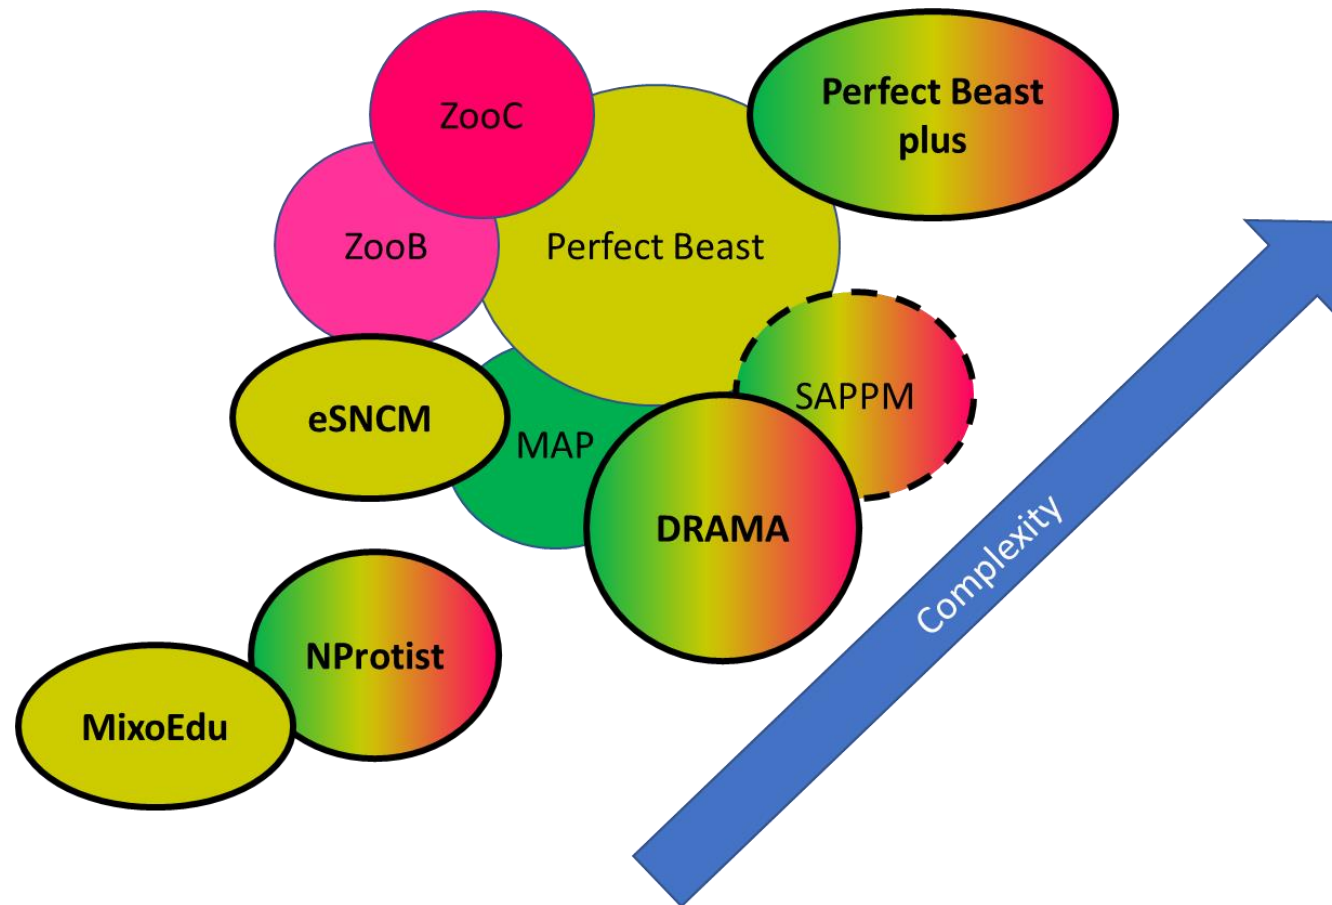 Perfect Beast
plus
ZooC
ZooB
Perfect Beast
SAPPM
eSNCM
MAP
DRAMA
Complexity
NProtist
MixoEdu